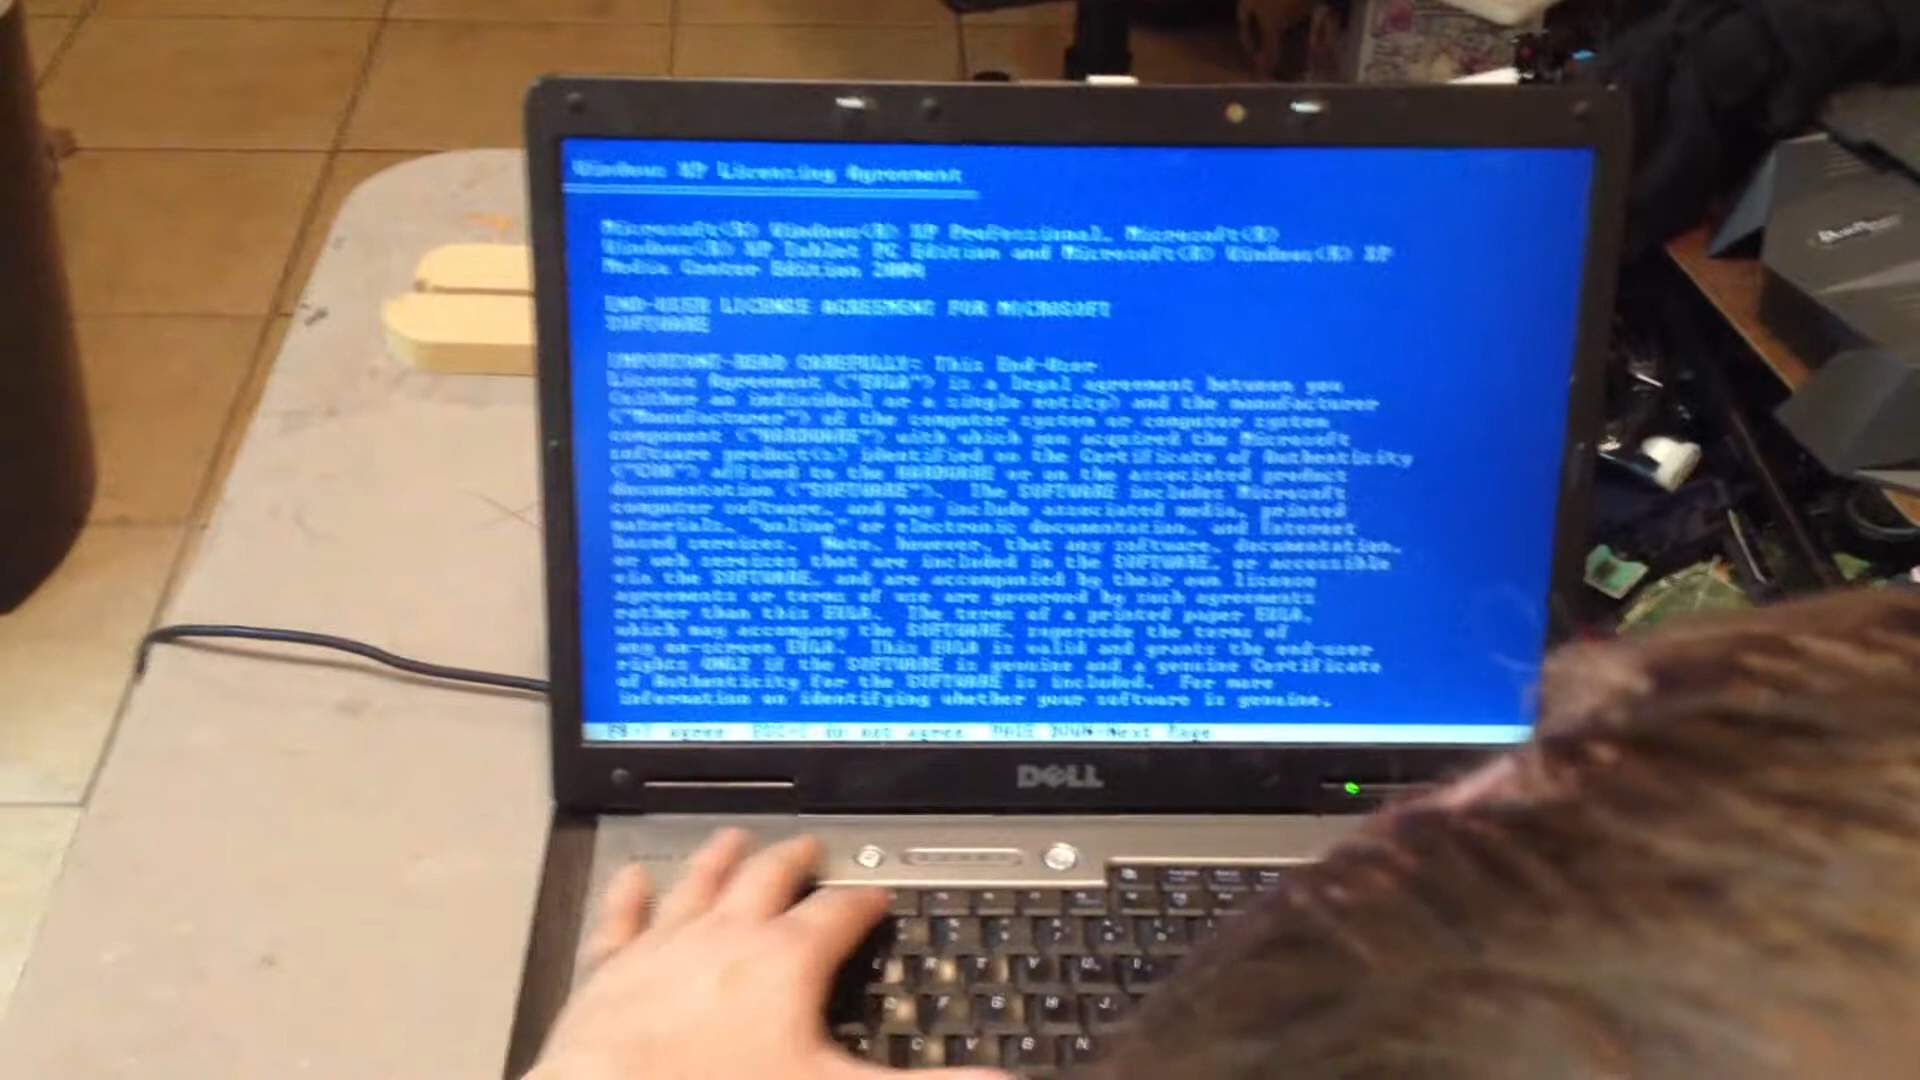 Windows XP Licensing Agreement
Microsoft(R) Windows(R) XP Professional, Microsoft(R)
Windows(R) XP Tablet PC Edition and Microsoft(R) Windows(R) XP
Media Center Edition 2004
END-USER LICENSE AGREEMENT FOR MICROSOFT
SOFTWARE
IMPORTANT-READ CAREFULLY: This End-User
License Agreement ("EULA") is a legal agreement between you
(either an individual or a single entity) and the manufacturer
("Manufacturer") of the computer system or computer system
component ("HARDWARE") with which you acquired the Microsoft
software product(s) identified on the Certificate of Authenticity
("COA") affixed to the HARDWARE or on the associated product
documentation ("SOFTWARE"). The SOFTWARE includes Microsoft
computer software, and may include associated media, printed
materials, "online" or electronic documentation, and Internet
based services. Note, however, that any software, documentation,
or web services that are included in the SOFTWARE, or accessible
via the SOFTWARE, and are accompanied by their own license
agreements or terms of use are governed by such agreements
rather than this EULA. The terms of a printed paper EULA,
which may accompany the SOFTWARE, supersede the terms of
any on-screen EULA. This EULA is valid and grants the end-user
rights ONLY if the SOFTWARE is genuine and a genuine Certificate
of Authenticity for the SOFTWARE is included. For more
information on identifying whether your software is genuine,
F8=I agree ESC=I do not agree PAGE DOWN=Next Page
DELL
R T Y U
F G H J
X C V B N